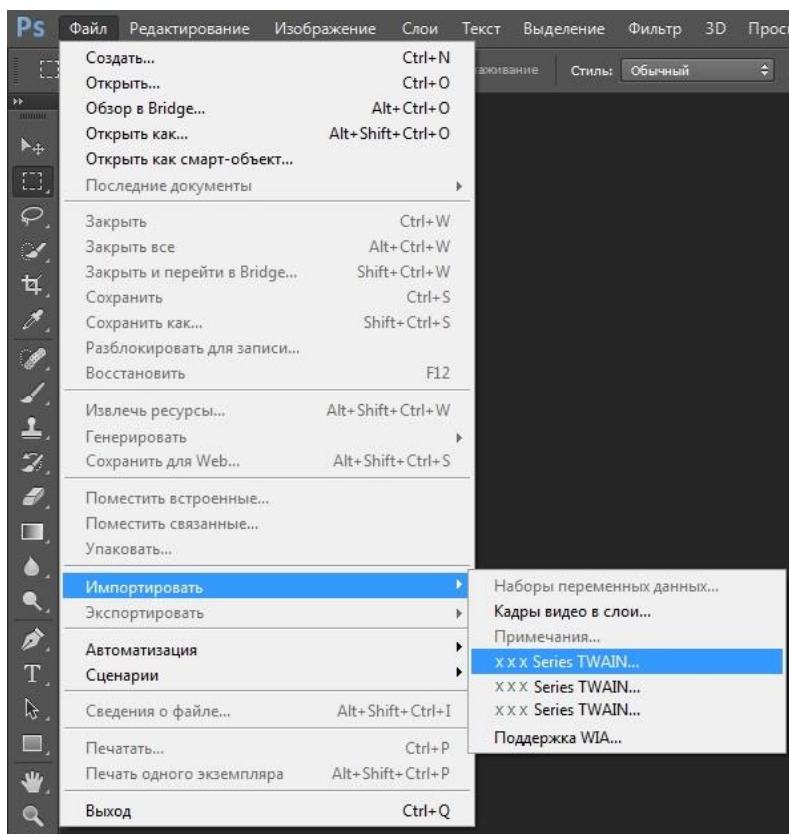 Ps Файл Редактирование Изображение Слои Текст Выделение Фильтр 3D
Стиль: Обычный
Создать... Ctrl+N
Открыть... Ctrl+O
Обзор в Bridge... Alt+Ctrl+O
Открыть как... Alt+Shift+Ctrl+O
Открыть как смарт-объект...
Последние документы
Закрыть Ctrl+W
Закрыть все Alt+Ctrl+W
Закрыть и перейти в Bridge... Shift+Ctrl+W
Сохранить Ctrl+S
Сохранить как... Shift+Ctrl+S
Разблокировать для записи...
Восстановить F12
Извлечь ресурсы... Alt+Shift+Ctrl+W
Генерировать
Сохранить для Web... Alt+Shift+Ctrl+S
Поместить встроенные...
Поместить связанные...
Упаковать...
Импортировать
Экспортировать
Автоматизация
Сценарии
Сведения о файле... Alt+Shift+Ctrl+I
Печатать... Ctrl+P
Печать одного экземпляра Alt+Shift+Ctrl+P
Выход Ctrl+Q
Наборы переменных данных...
Кадры видео в слои...
Примечания...
x x x Series TWAIN...
x x x Series TWAIN...
x x x Series TWAIN...
Поддержка WIA...